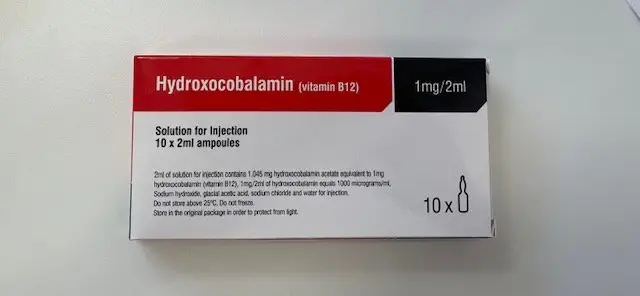 Hydroxocobalamin (vitamin B12)
1mg/2ml
Solution for Injection
10 x 2ml ampoules
2ml of solution for injection contains 1,045 mg hydroxocobalamin acetate equivalent to 1mg
hydroxocobalamin (vitamin B12), 1mg/2ml of hydroxocobalamin equals 1000 micrograms/ml,
Sodium hydroxide, glacial acetic acid, sodium chloride and water for injection.
Do not store above 25°C. Do not freeze.
Store in the original package in order to protect from light.
10 x